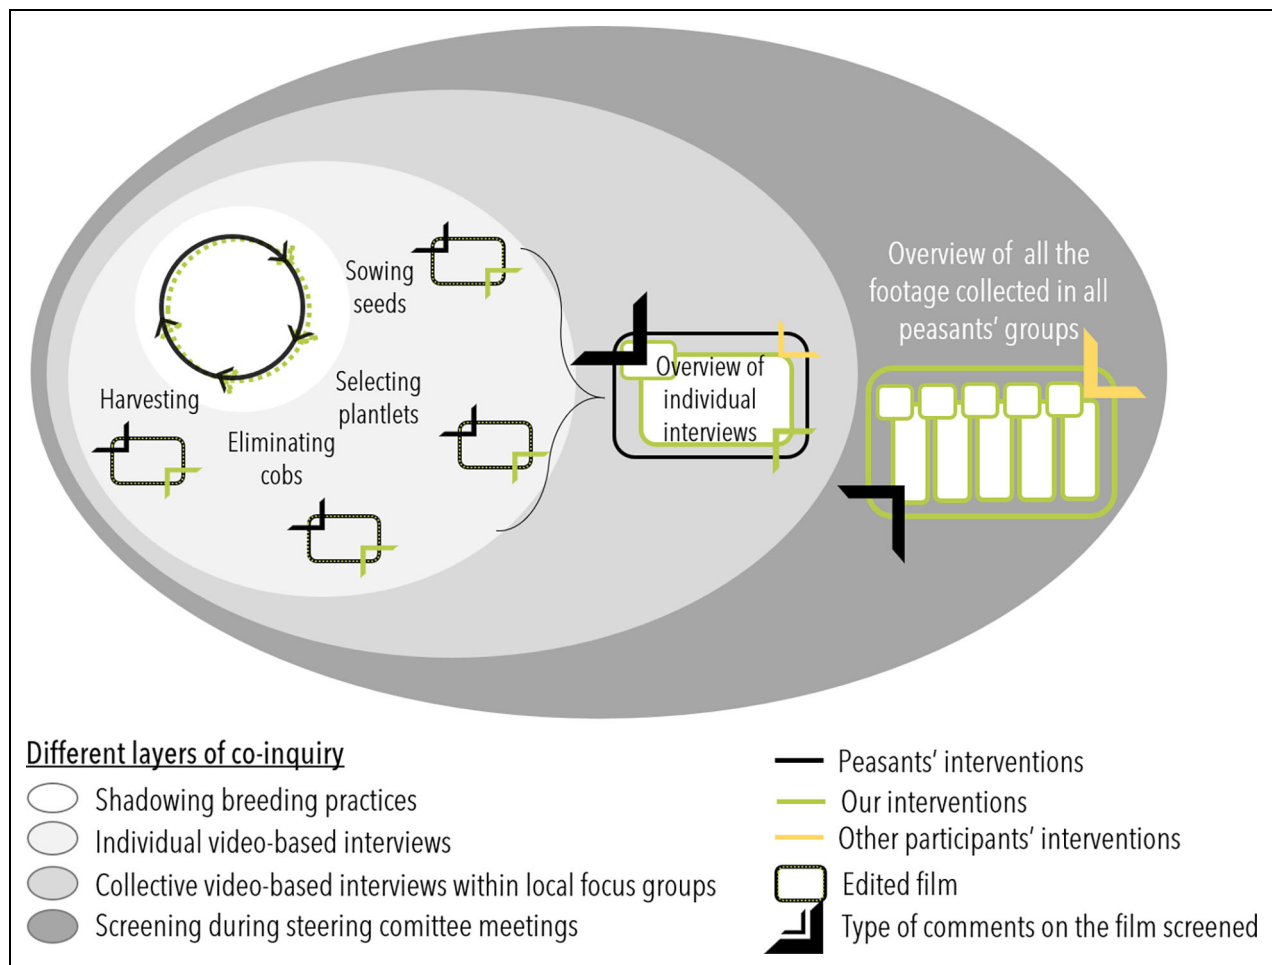 Sowing
seeds
Selecting
plantlets
Harvesting
Eliminating
cobs
Overview of
individual
interviews
Overview of all the
footage collected in all
peasants' groups
Different layers of co-inquiry
Shadowing breeding practices
Individual video-based interviews
Collective video-based interviews within local focus groups
Screening during steering comittee meetings
Peasants' interventions
Our interventions
Other participants' interventions
Edited film
Type of comments on the film screened